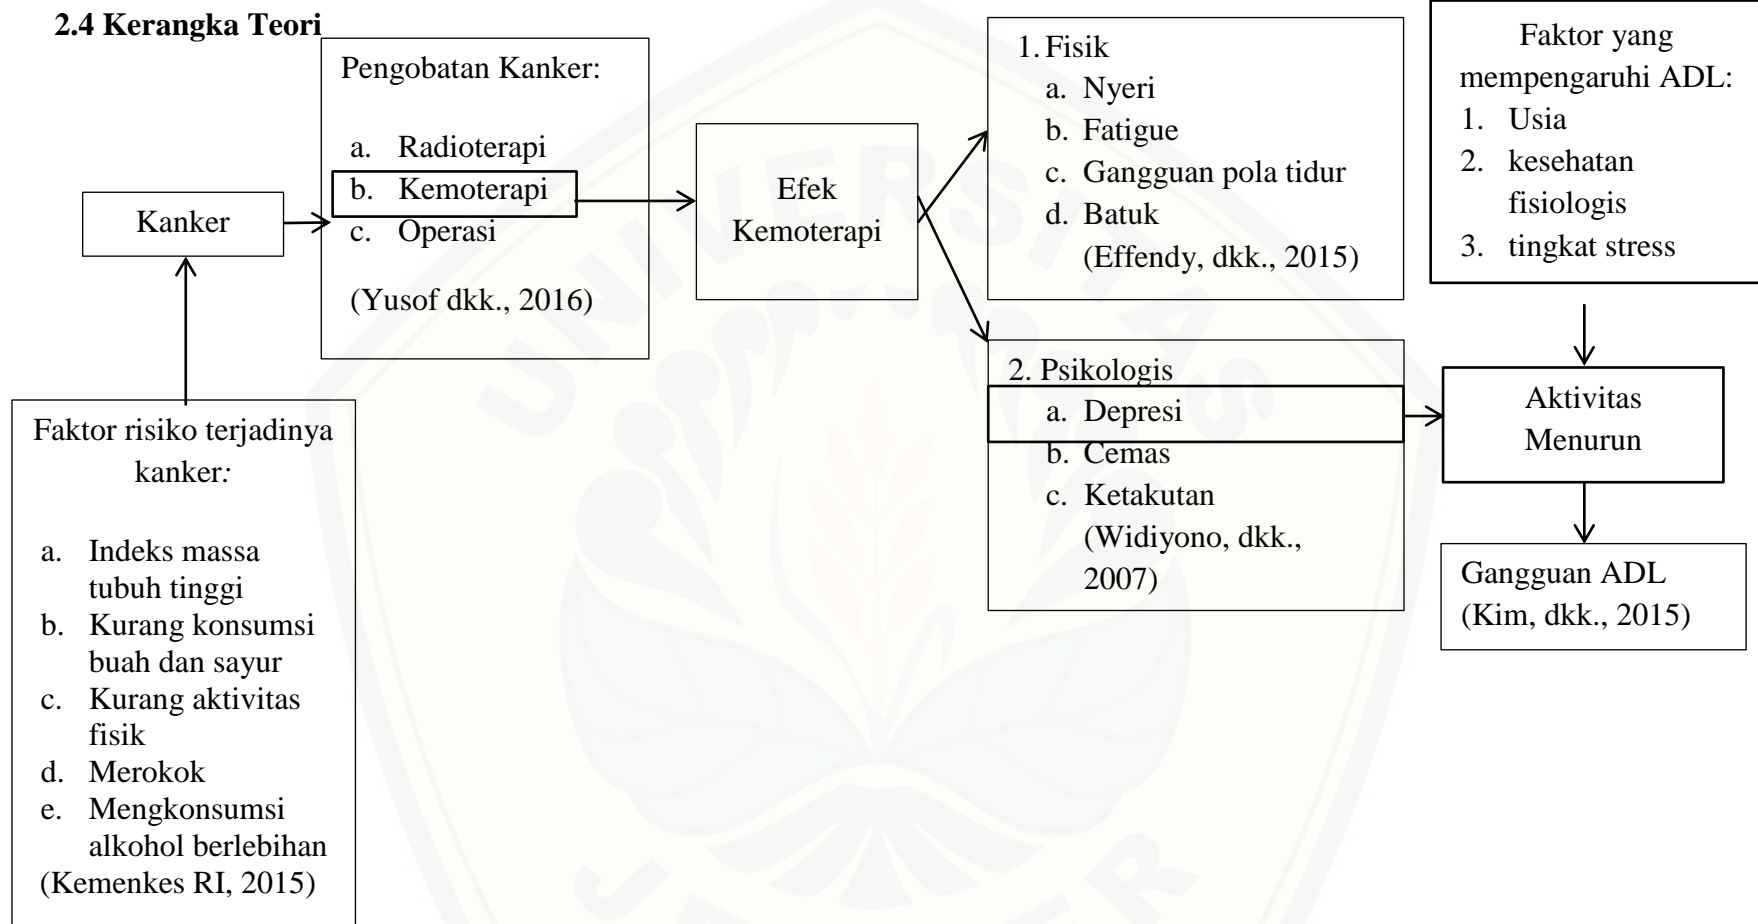 2.4 Kerangka Teori
Faktor risiko terjadinya
kanker:
a. Indeks massa
tubuh tinggi
b. Kurang konsumsi
buah dan sayur
c. Kurang aktivitas
fisik
d. Merokok
e. Mengkonsumsi
alkohol berlebihan
(Kemenkes RI, 2015)
Kanker
Pengobatan Kanker:
a. Radioterapi
b. Kemoterapi
c. Operasi
(Yusof dkk., 2016)
Efek
Kemoterapi
1. Fisik
a. Nyeri
b. Fatigue
c. Gangguan pola tidur
d. Batuk
(Effendy, dkk., 2015)
2. Psikologis
a. Depresi
b. Cemas
c. Ketakutan
(Widiyono, dkk.,
2007)
Faktor yang
mempengaruhi ADL:
1. Usia
2. kesehatan
fisiologis
3. tingkat stress
Aktivitas
Menurun
Gangguan ADL
(Kim, dkk., 2015)
UNIVERSITAS